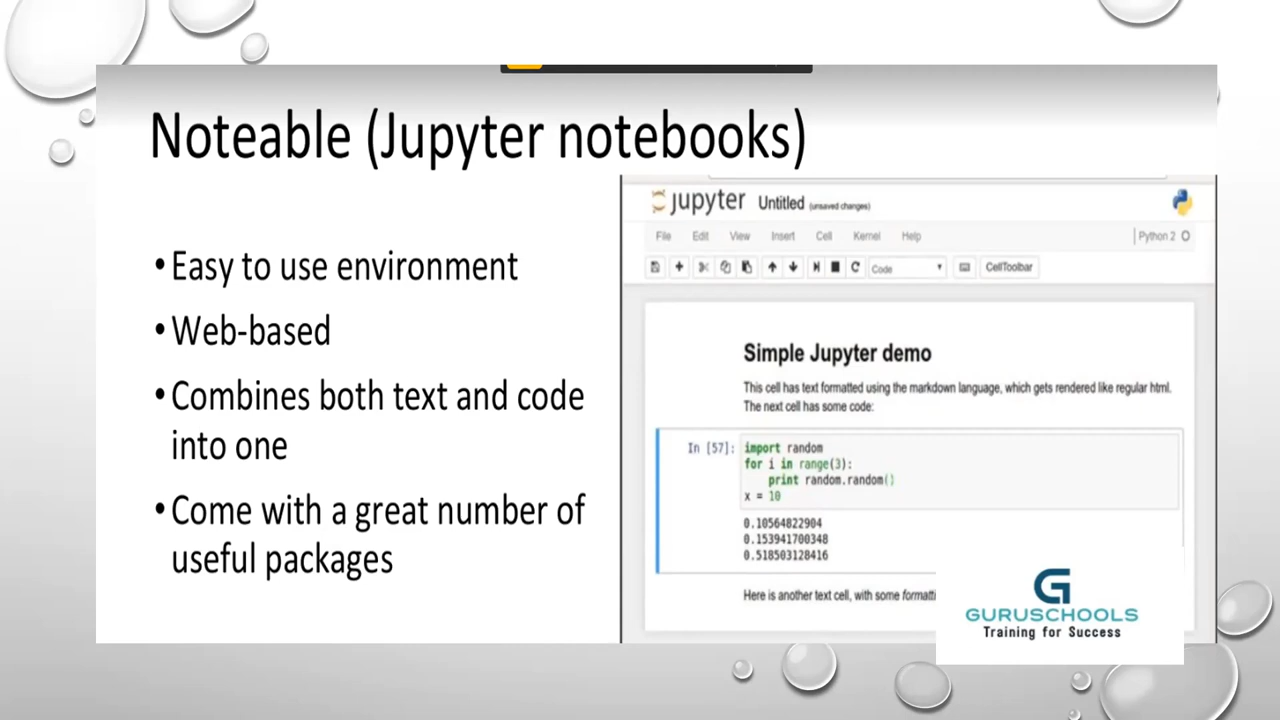 Noteable (Jupyter notebooks)
•Easy to use environment
•Web-based
•Combines both text and code
into one
•Come with a great number of
useful packages
jupyter Untitled (unsaved changes)
File Edit View Insert Cell Kernel Help Python 2
Code CellToolbar
Simple Jupyter demo
This cell has text formatted using the markdown language, which gets rendered like regular html.
The next cell has some code:
In [57]: import random
for i in range(3):
    print random.random()
x = 10
0.10564822904
0.153941700348
0.518503128416
Here is another text cell, with some formatti
GURUSCHOOLS
Training for Success